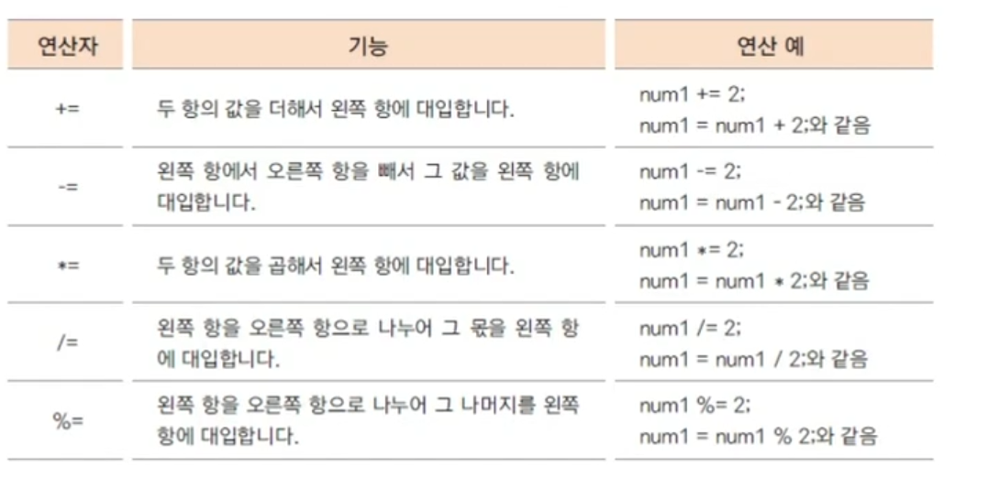 연산자 기능 연산 예
+= 두 항의 값을 더해서 왼쪽 항에 대입합니다. num1 += 2;
num1 = num1 + 2;와 같음
-= 왼쪽 항에서 오른쪽 항을 빼서 그 값을 왼쪽 항에
대입합니다.
num1 -= 2;
num1 = num1 - 2;와 같음
*= 두 항의 값을 곱해서 왼쪽 항에 대입합니다. num1 *= 2;
num1 = num1 * 2;와 같음
/= 왼쪽 항을 오른쪽 항으로 나누어 그 몫을 왼쪽 항
에 대입합니다.
num1 /= 2;
num1 = num1 / 2;와 같음
%= 왼쪽 항을 오른쪽 항으로 나누어 그 나머지를 왼쪽
항에 대입합니다.
num1 %= 2;
num1 = num1 % 2;와 같음